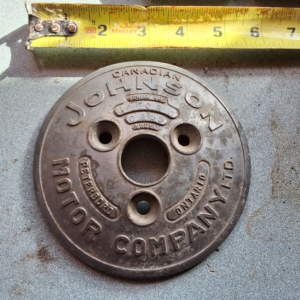 2 3 4 5 6 7
CANADIAN
JOHNSON
PETERBORO
ONTARIO
MOTOR COMPANY LTD.